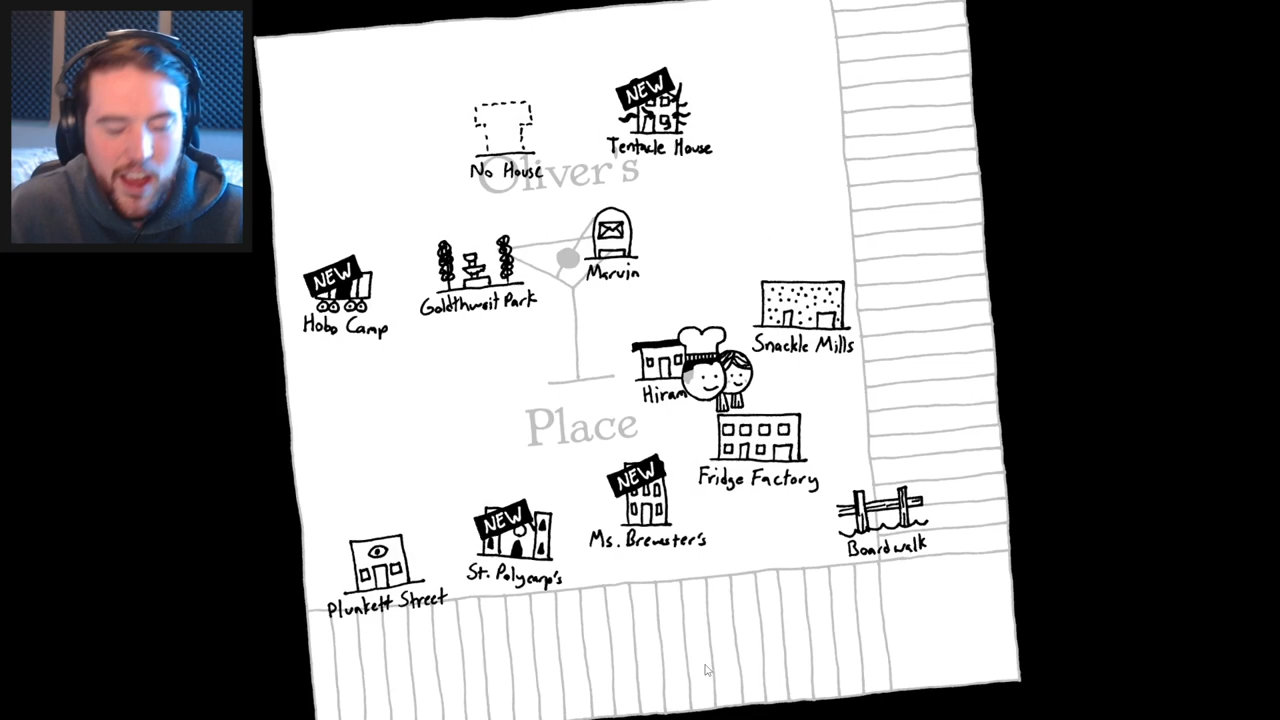 NEW
Tentacle House
No House
Oliver's
Marvin
NEW
Hobo Camp
Goldthwait Park
Snackle Mills
Hiram
Place
Fridge Factory
NEW
Ms. Brewster's
NEW
St. Polycarp's
Boardwalk
Plunkett Street